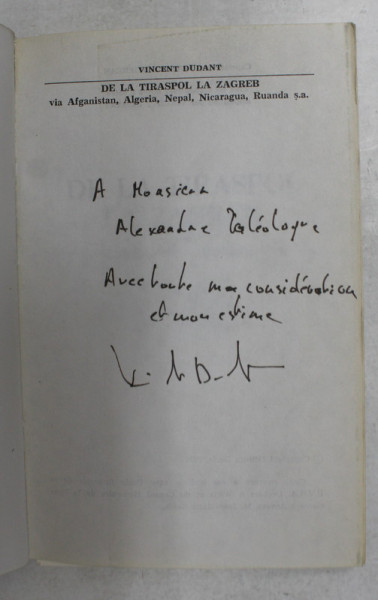 VINCENT DUDANT
DE LA TIRASPOL LA ZAGREB
via Afganistan, Algeria, Nepal, Nicaragua, Ruanda ş.a.
A Monsieur
Alexandre Paléologue
Avec toute ma considération
et mon estime